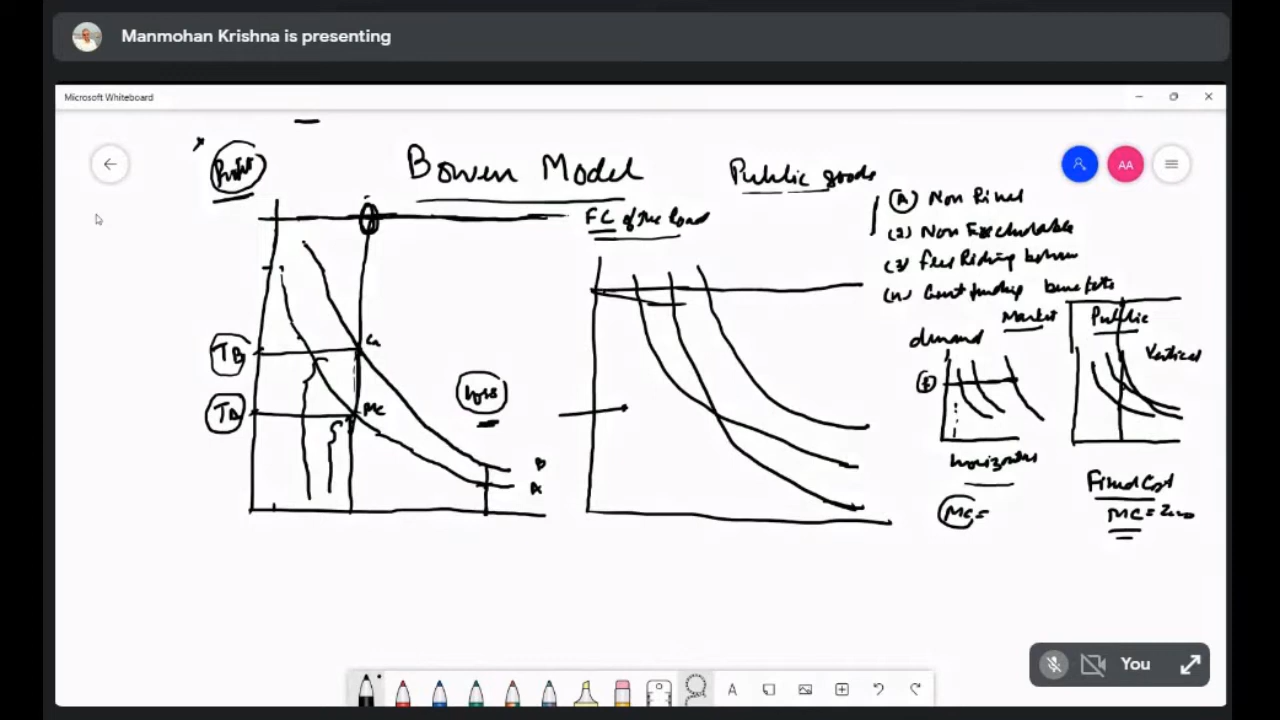 Manmohan Krishna is presenting
Microsoft Whiteboard
Profit
Bowen Model
Public goods
AA
FC of the load
(1) Non Rival
(2) Non Excludable
(3) Free Riding
(4) Govt funding benefits
Market
Public
demand
Vertical
TB
TA
MC
loss
B
A
horizontal
Fixed Cost
MC =
MC = Zero
You
A